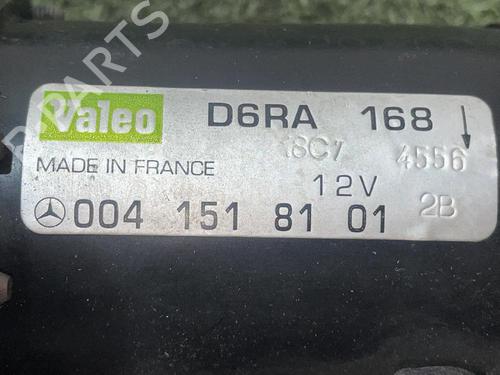 Valeo D6RA 168
18C7 4556
MADE IN FRANCE
12V
004 151 81 01 2B